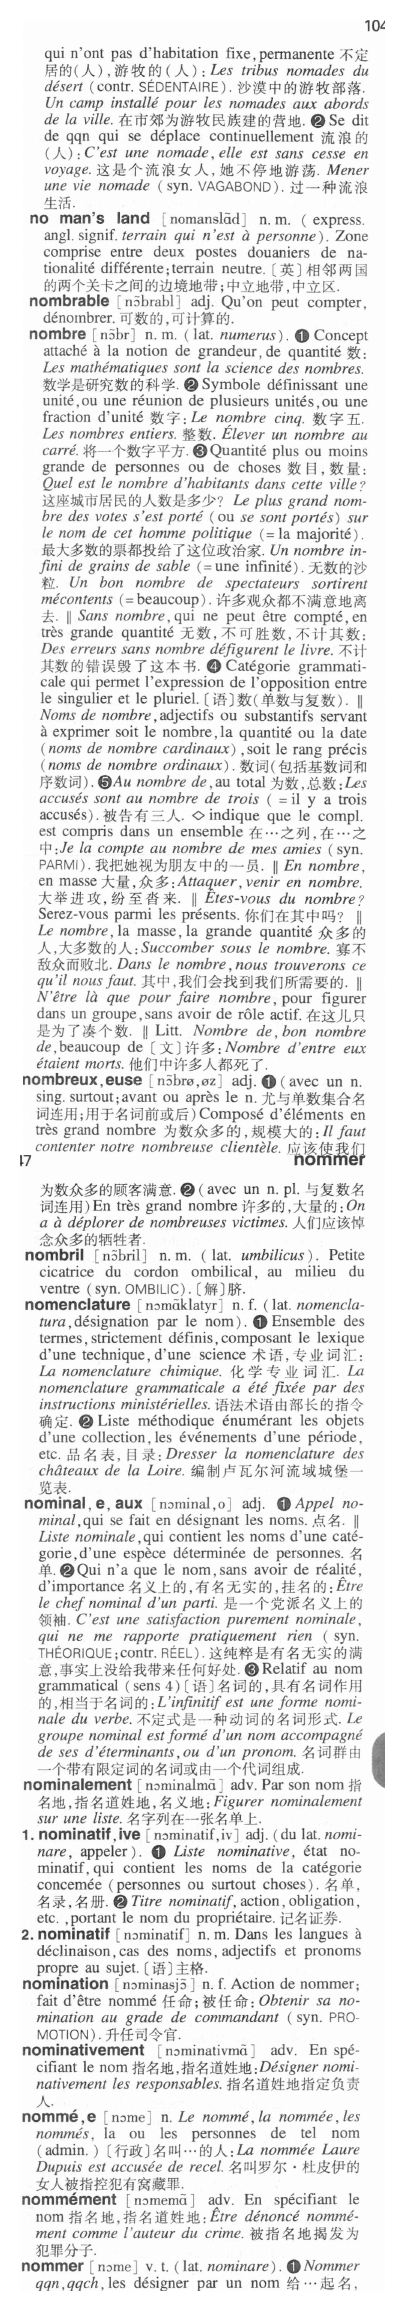 104
qui n'ont pas d'habitation fixe, permanente 不定
居的(人),游牧的(人): Les tribus nomades du
désert (contr. SÉDENTAIRE). 沙漠中的游牧部落.
Un camp installé pour les nomades aux abords
de la ville. 在市郊为游牧民族建的营地. ❷ Se dit
de qqn qui se déplace continuellement 流浪的
(人): C'est une nomade, elle est sans cesse en
voyage. 这是个流浪女人, 她不停地游荡. Mener
une vie nomade (syn. VAGABOND). 过一种流浪
生活.
no man's land [nomanslãd] n. m. ( express.
angl. signif. terrain qui n'est à personne). Zone
comprise entre deux postes douaniers de na-
tionalité différente; terrain neutre. 〔英〕相邻两国
的两个关卡之间的边境地带; 中立地带, 中立区.
nombrable [nɔ̃brabl] adj. Qu'on peut compter,
dénombrer. 可数的, 可计算的.
nombre [nɔ̃br] n. m. (lat. numerus). ❶ Concept
attaché à la notion de grandeur, de quantité 数:
Les mathématiques sont la science des nombres.
数学是研究数的科学. ❷ Symbole définissant une
unité, ou une réunion de plusieurs unités, ou une
fraction d'unité 数字: Le nombre cinq. 数字五.
Les nombres entiers. 整数. Élever un nombre au
carré. 将一个数字平方. ❸ Quantité plus ou moins
grande de personnes ou de choses 数目, 数量:
Quel est le nombre d'habitants dans cette ville?
这座城市居民的人数是多少? Le plus grand nom-
bre des votes s'est porté (ou se sont portés) sur
le nom de cet homme politique (= la majorité).
最大多数的票都投给了这位政治家. Un nombre in-
fini de grains de sable (= une infinité). 无数的沙
粒. Un bon nombre de spectateurs sortirent
mécontents (= beaucoup). 许多观众都不满意地离
去. ‖ Sans nombre, qui ne peut être compté, en
très grande quantité 无数, 不可胜数, 不计其数:
Des erreurs sans nombre défigurent le livre. 不计
其数的错误毁了这本书. ❹ Catégorie grammati-
cale qui permet l'expression de l'opposition entre
le singulier et le pluriel. 〔语〕数(单数与复数). ‖
Noms de nombre, adjectifs ou substantifs servant
à exprimer soit le nombre, la quantité ou la date
(noms de nombre cardinaux), soit le rang précis
(noms de nombre ordinaux). 数词(包括基数词和
序数词). ❺ Au nombre de, au total 为数, 总数: Les
accusés sont au nombre de trois ( = il y a trois
accusés). 被告有三人. ◇ indique que le compl.
est compris dans un ensemble 在…之列, 在…之
中: Je la compte au nombre de mes amies (syn.
PARMI). 我把她视为朋友中的一员. ‖ En nombre,
en masse 大量, 众多: Attaquer, venir en nombre.
大举进攻, 纷至沓来. ‖ Êtes-vous du nombre?
Serez-vous parmi les présents. 你们在其中吗? ‖
Le nombre, la masse, la grande quantité 众多的
人, 大多数的人: Succomber sous le nombre. 寡不
敌众而败北. Dans le nombre, nous trouverons ce
qu'il nous faut. 其中, 我们会找到我们所需要的. ‖
N'être là que pour faire nombre, pour figurer
dans un groupe, sans avoir de rôle actif. 在这儿只
是为了凑个数. ‖ Litt. Nombre de, bon nombre
de, beaucoup de 〔文〕许多: Nombre d'entre eux
étaient morts. 他们中许多人都死了.
nombreux, euse [nɔ̃brø, øz] adj. ❶ (avec un n.
sing. surtout; avant ou après le n. 尤与单数集合名
词连用; 用于名词前或后) Composé d'éléments en
très grand nombre 为数众多的, 规模大的: Il faut
contenter notre nombreuse clientèle. 应该使我们
47 nommer
为数众多的顾客满意. ❷ (avec un n. pl. 与复数名
词连用) En très grand nombre 许多的, 大量的: On
a à déplorer de nombreuses victimes. 人们应该悼
念众多的牺牲者.
nombril [nɔ̃bril] n. m. ( lat. umbilicus). Petite
cicatrice du cordon ombilical, au milieu du
ventre (syn. OMBILIC). 〔解〕脐.
nomenclature [nɔmãklatyr] n. f. (lat. nomencla-
tura, désignation par le nom). ❶ Ensemble des
termes, strictement définis, composant le lexique
d'une technique, d'une science 术语, 专业词汇:
La nomenclature chimique. 化学专业词汇. La
nomenclature grammaticale a été fixée par des
instructions ministérielles. 语法术语由部长的指令
确定. ❷ Liste méthodique énumérant les objets
d'une collection, les événements d'une période,
etc. 品名表, 目录: Dresser la nomenclature des
châteaux de la Loire. 编制卢瓦尔河流域城堡一
览表.
nominal, e, aux [nɔminal, o] adj. ❶ Appel no-
minal, qui se fait en désignant les noms. 点名. ‖
Liste nominale, qui contient les noms d'une caté-
gorie, d'une espèce déterminée de personnes. 名
单. ❷ Qui n'a que le nom, sans avoir de réalité,
d'importance 名义上的, 有名无实的, 挂名的: Être
le chef nominal d'un parti. 是一个党派名义上的
领袖. C'est une satisfaction purement nominale,
qui ne me rapporte pratiquement rien ( syn.
THÉORIQUE; contr. RÉEL). 这纯粹是有名无实的满
意, 事实上没给我带来任何好处. ❸ Relatif au nom
grammatical (sens 4)〔语〕名词的, 具有名词作用
的, 相当于名词的: L'infinitif est une forme nomi-
nale du verbe. 不定式是一种动词的名词形式. Le
groupe nominal est formé d'un nom accompagné
de ses d'éterminants, ou d'un pronom. 名词群由
一个带有限定词的名词或由一个代词组成.
nominalement [nɔminalmã] adv. Par son nom 指
名地, 指名道姓地, 名义地: Figurer nominalement
sur une liste. 名字列在一张名单上.
1. nominatif, ive [nɔminatif, iv] adj. (du lat. nomi-
nare, appeler). ❶ Liste nominative, état no-
minatif, qui contient les noms de la catégorie
concernée (personnes ou surtout choses). 名单,
名录, 名册. ❷ Titre nominatif, action, obligation,
etc. , portant le nom du propriétaire. 记名证券.
2. nominatif [nɔminatif] n. m. Dans les langues à
déclinaison, cas des noms, adjectifs et pronoms
propre au sujet. 〔语〕主格.
nomination [nɔminasjɔ̃] n. f. Action de nommer;
fait d'être nommé 任命; 被任命: Obtenir sa no-
mination au grade de commandant (syn. PRO-
MOTION). 升任司令官.
nominativement [nɔminativmã] adv. En spé-
cifiant le nom 指名地, 指名道姓地: Désigner nomi-
nativement les responsables. 指名道姓地指定负责
人.
nommé, e [nɔme] n. Le nommé, la nommée, les
nommés, la ou les personnes de tel nom
(admin. )〔行政〕名叫…的人: La nommée Laure
Dupuis est accusée de recel. 名叫罗尔·杜皮伊的
女人被指控犯有窝藏罪.
nommément [nɔmemã] adv. En spécifiant le
nom 指名地, 指名道姓地: Être dénoncé nommé-
ment comme l'auteur du crime. 被指名地揭发为
犯罪分子.
nommer [nɔme] v. t. (lat. nominare). ❶ Nommer
qqn, qqch, les désigner par un nom 给…起名,